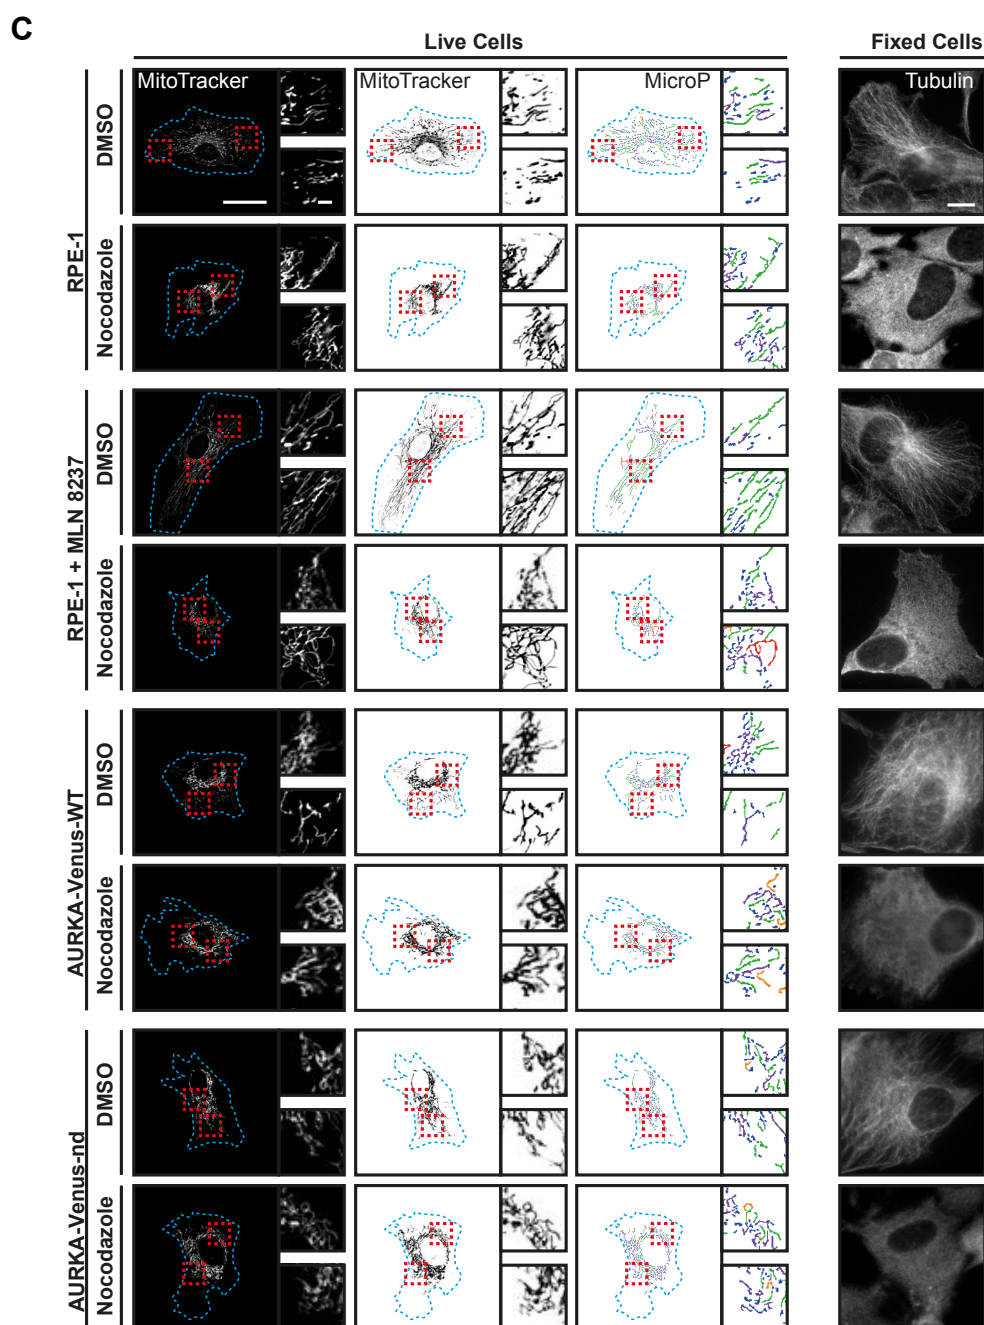 C
Live Cells
Fixed Cells
MitoTracker
MitoTracker
MicroP
Tubulin
RPE-1
DMSO
Nocodazole
RPE-1 + MLN 8237
DMSO
Nocodazole
AURKA-Venus-WT
DMSO
Nocodazole
AURKA-Venus-nd
DMSO
Nocodazole